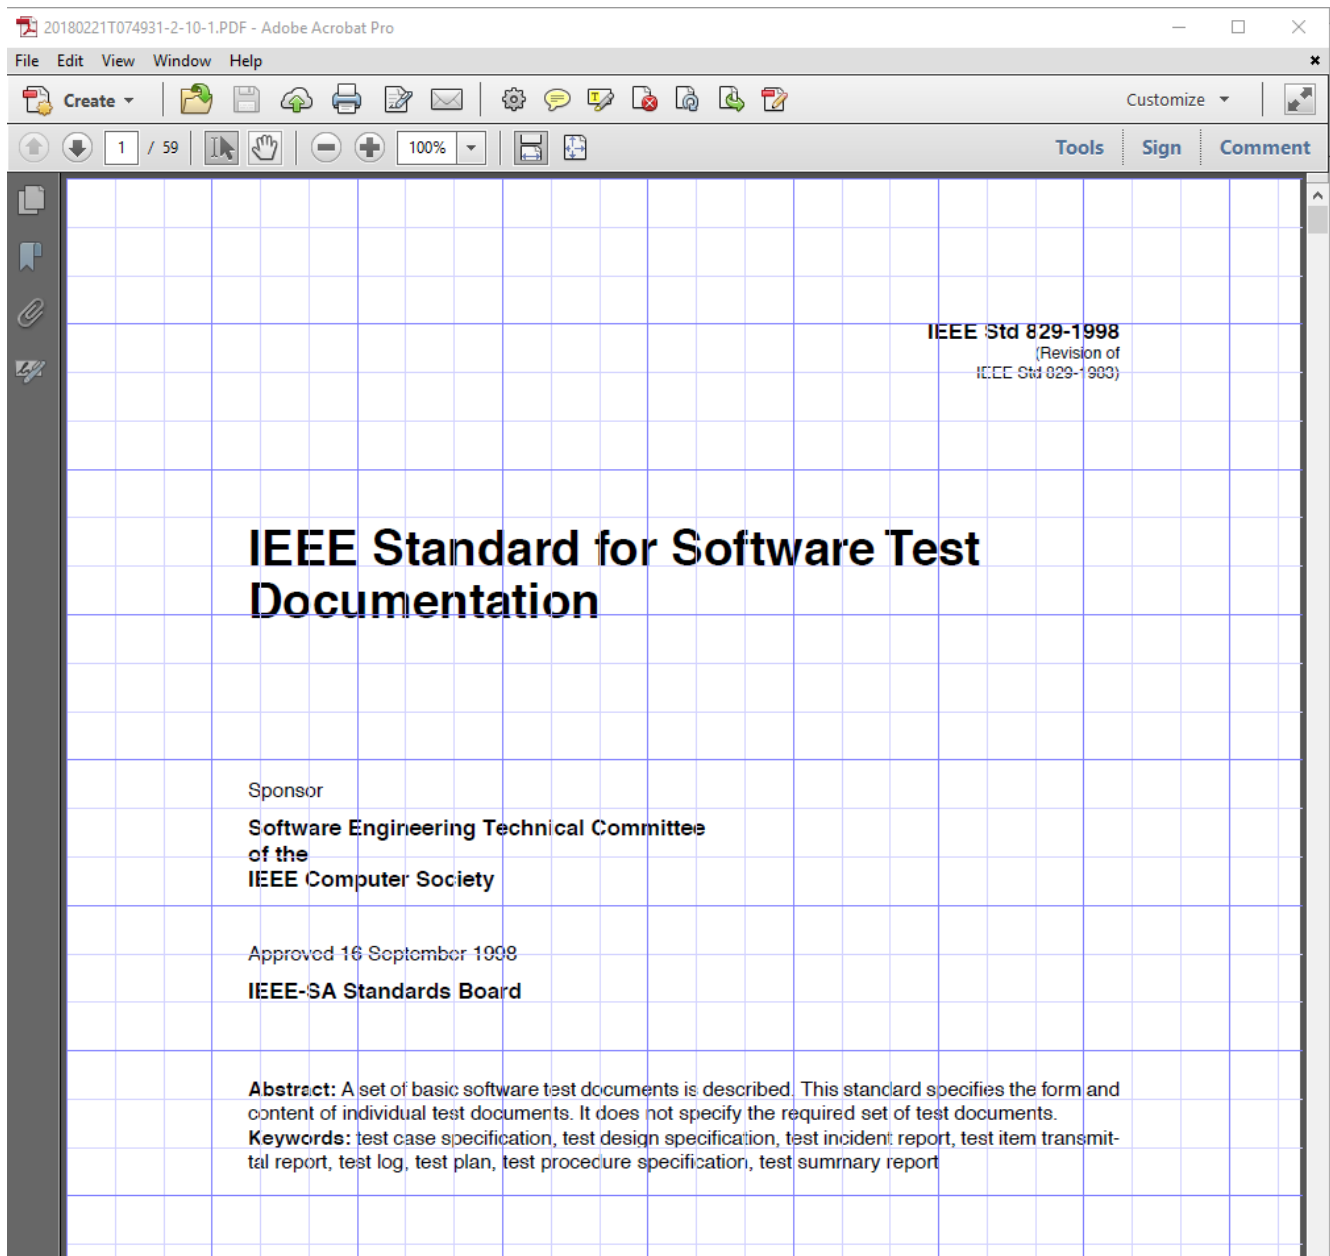 20180221T074931-2-10-1.PDF - Adobe Acrobat Pro
File Edit View Window Help
Create Customize
1 / 59 100% Tools Sign Comment
IEEE Std 829-1998
(Revision of
IEEE Std 829-1983)
IEEE Standard for Software Test
Documentation
Sponsor
Software Engineering Technical Committee
of the
IEEE Computer Society
Approved 16 September 1998
IEEE-SA Standards Board
Abstract: A set of basic software test documents is described. This standard specifies the form and
content of individual test documents. It does not specify the required set of test documents.
Keywords: test case specification, test design specification, test incident report, test item transmit-
tal report, test log, test plan, test procedure specification, test summary report